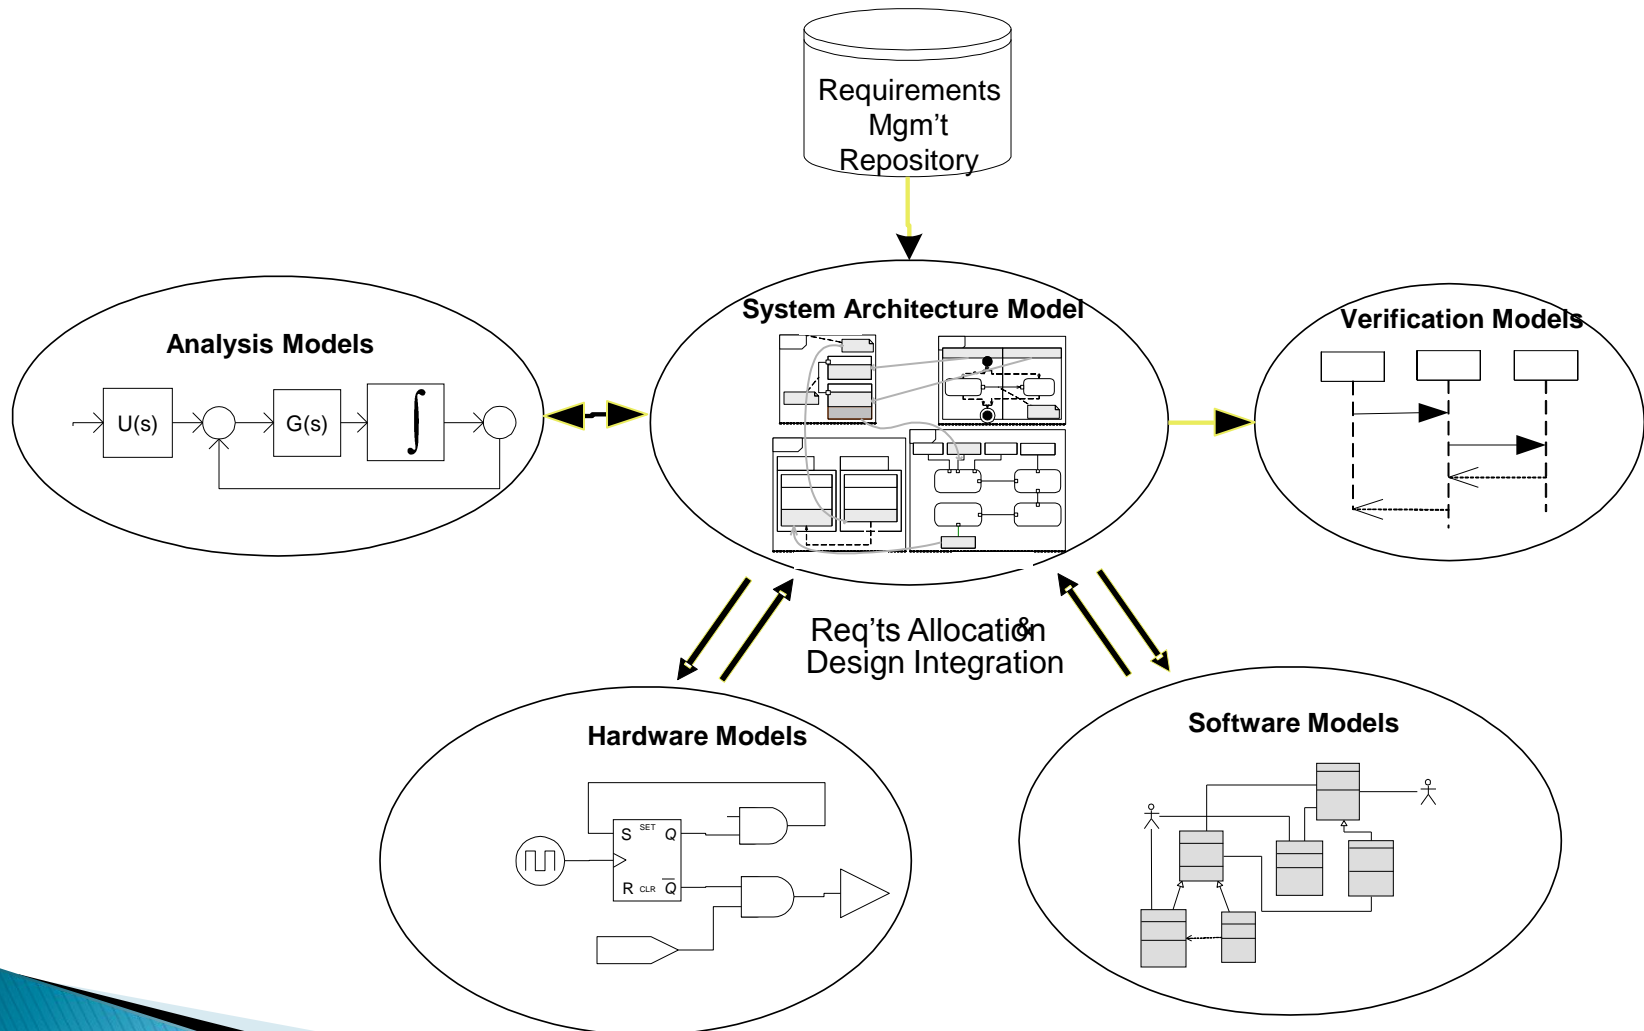 Requirements
Mgm't
Repository
System Architecture Model
Analysis Models
U(s)
G(s)
∫
Verification Models
Req'ts Allocation &
Design Integration
Hardware Models
S SET Q
R CLR Q̅
Software Models